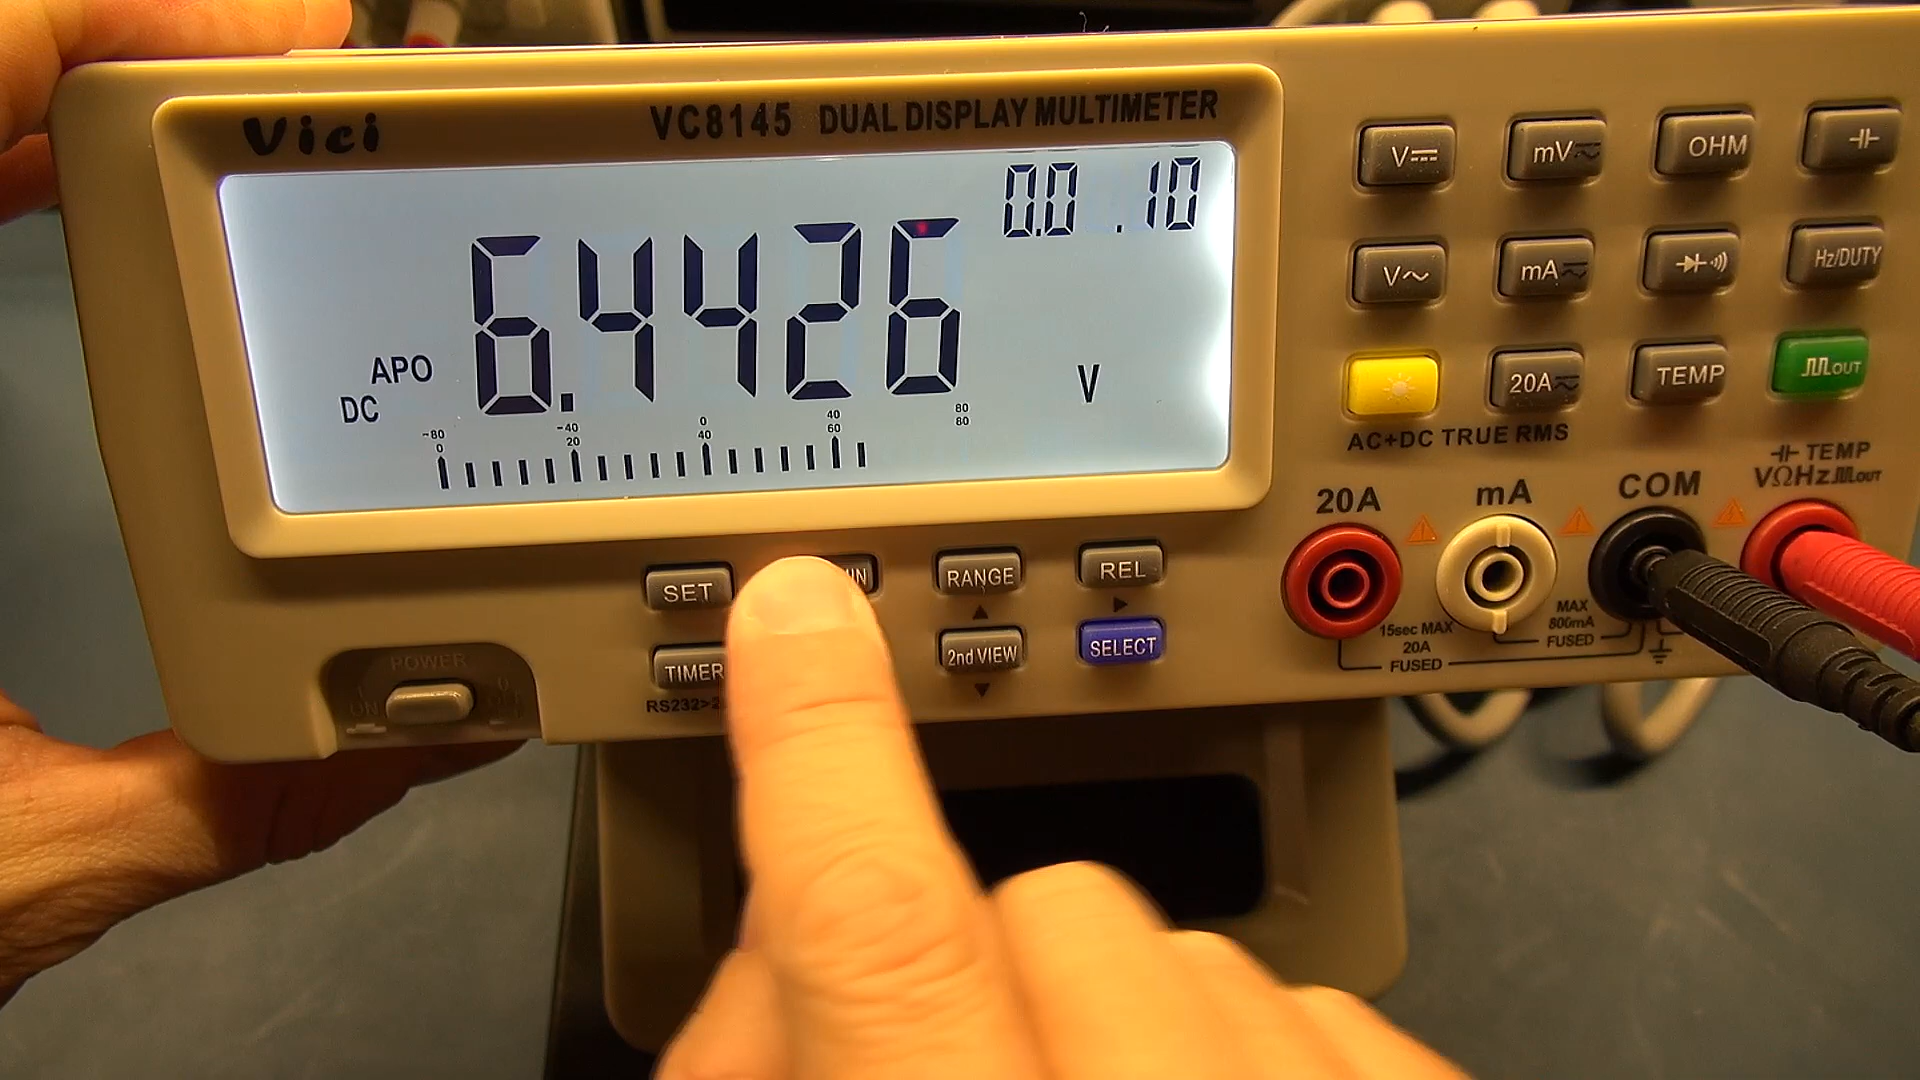 Vici
VC8145 DUAL DISPLAY MULTIMETER
0.0 .10
6.4426
APO
DC
V
-80 -40 0 40 80
0 20 40 60 80
V
mV
OHM
V
mA
Hz/DUTY
20A
TEMP
OUT
AC+DC TRUE RMS
TEMP
20A mA COM VΩHz OUT
SET
RANGE
REL
TIMER
2nd VIEW
SELECT
RS232
POWER
ON
15sec MAX
20A
FUSED
MAX
800mA
FUSED